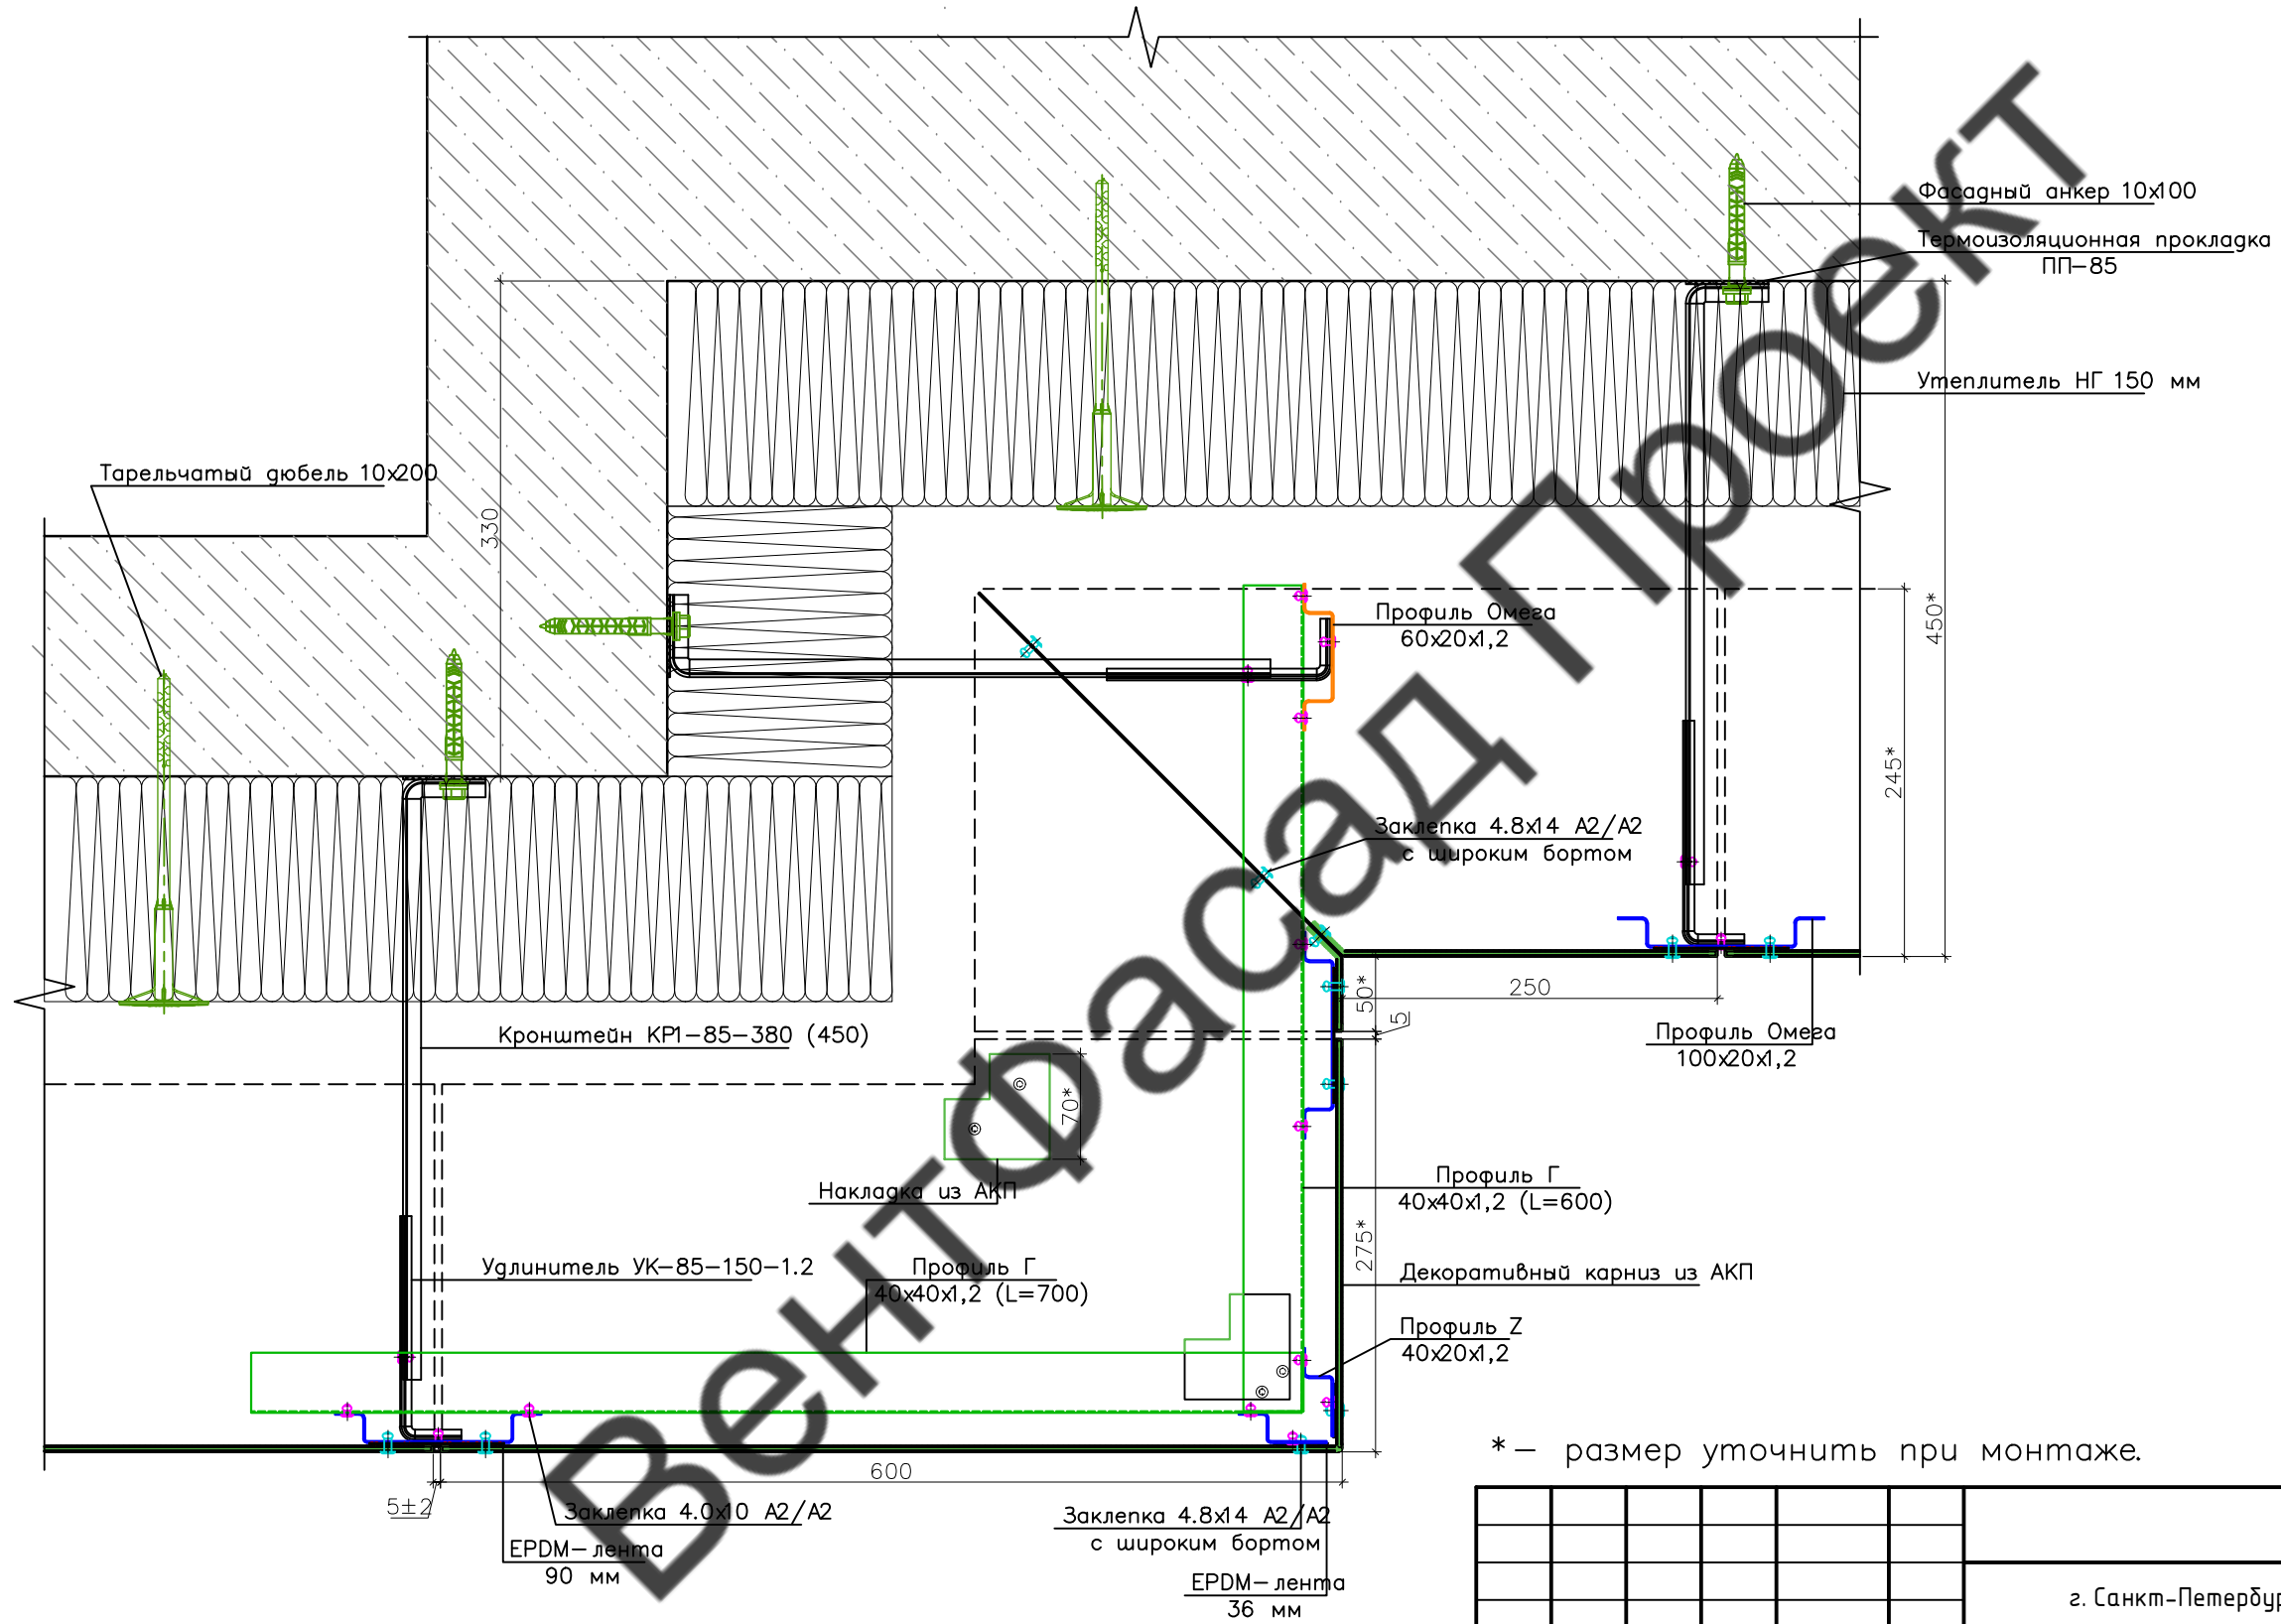 Фасадный анкер 10х100
Термоизоляционная прокладка
ПП-85
Утеплитель НГ 150 мм
Тарельчатый дюбель 10х200
330
450*
245*
Профиль Омега
60х20х1,2
Заклепка 4.8х14 А2/А2
с широким бортом
250
50*
5
Профиль Омега
100х20х1,2
Кронштейн КР1-85-380 (450)
70*
Накладка из АКП
Профиль Г
40х40х1,2 (L=600)
275*
Удлинитель УК-85-150-1.2
Профиль Г
40х40х1,2 (L=700)
Декоративный карниз из АКП
Профиль Z
40х20х1,2
600
5±2
Заклепка 4.0х10 А2/А2
EPDM-лента
90 мм
Заклепка 4.8х14 А2/А2
с широким бортом
EPDM-лента
36 мм
*- размер уточнить при монтаже.
г. Санкт-Петербур
ВентФасад Проект